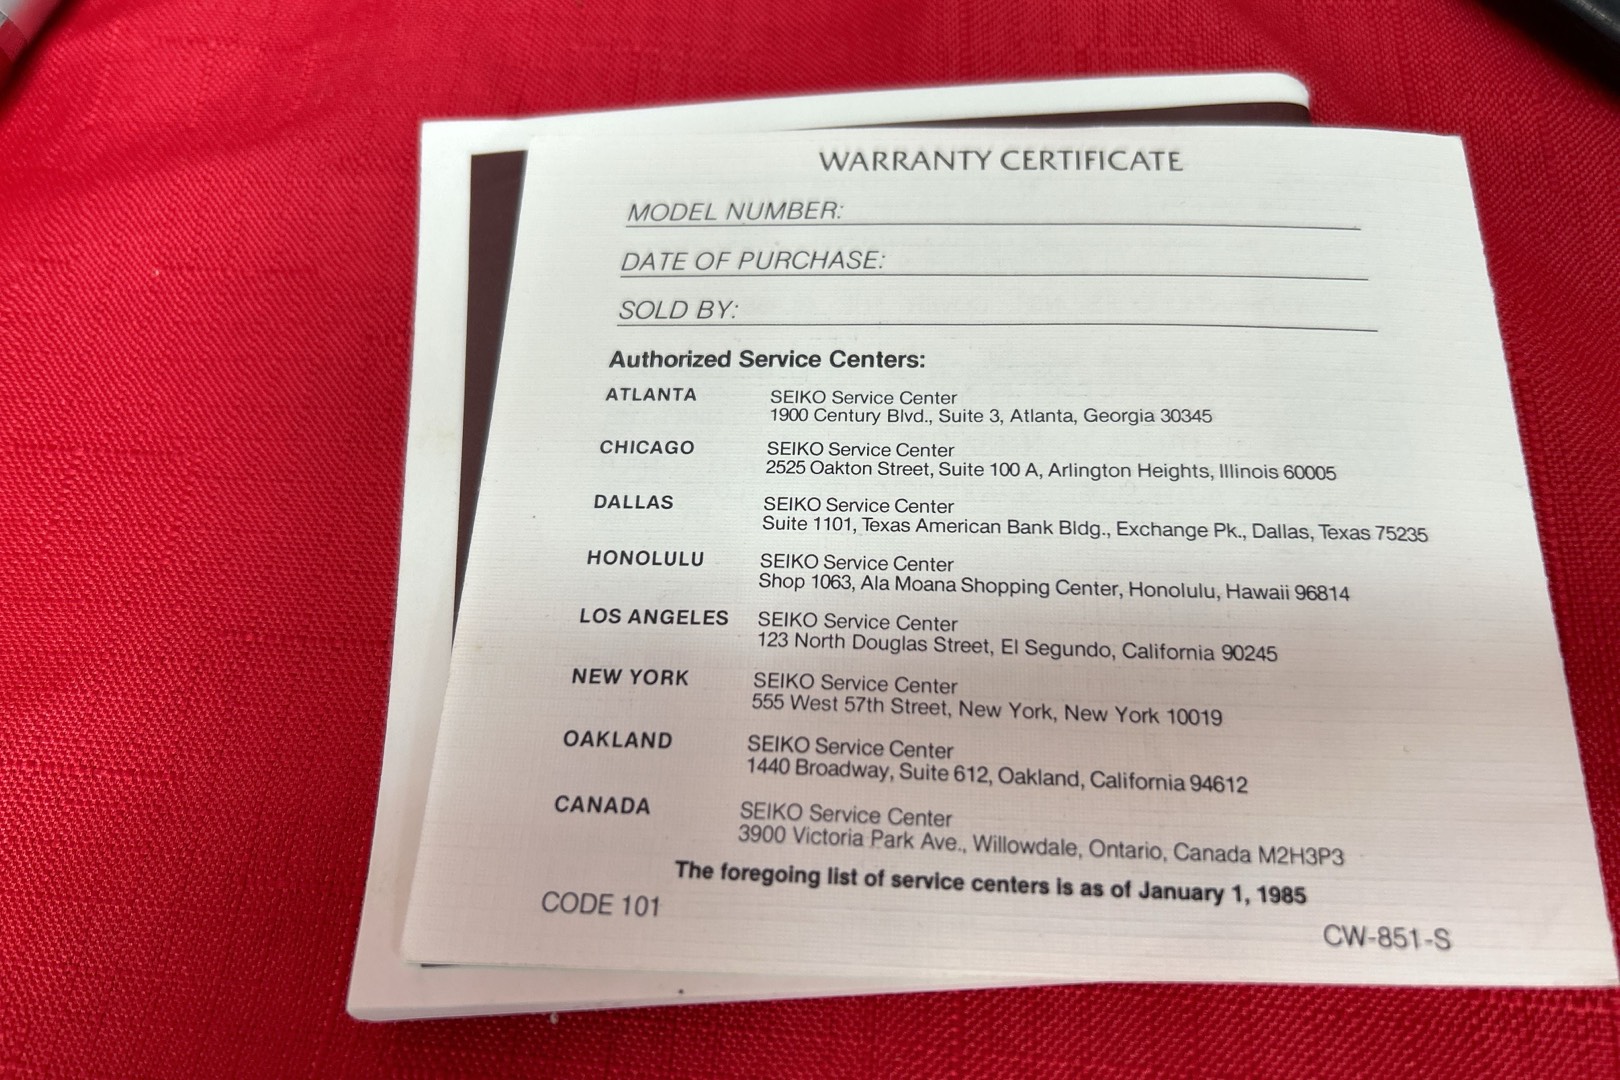 WARRANTY CERTIFICATE
MODEL NUMBER:
DATE OF PURCHASE:
SOLD BY:
Authorized Service Centers:
ATLANTA SEIKO Service Center
1900 Century Blvd., Suite 3, Atlanta, Georgia 30345
CHICAGO SEIKO Service Center
2525 Oakton Street, Suite 100 A, Arlington Heights, Illinois 60005
DALLAS SEIKO Service Center
Suite 1101, Texas American Bank Bldg., Exchange Pk., Dallas, Texas 75235
HONOLULU SEIKO Service Center
Shop 1063, Ala Moana Shopping Center, Honolulu, Hawaii 96814
LOS ANGELES SEIKO Service Center
123 North Douglas Street, El Segundo, California 90245
NEW YORK SEIKO Service Center
555 West 57th Street, New York, New York 10019
OAKLAND SEIKO Service Center
1440 Broadway, Suite 612, Oakland, California 94612
CANADA SEIKO Service Center
3900 Victoria Park Ave., Willowdale, Ontario, Canada M2H3P3
The foregoing list of service centers is as of January 1, 1985
CODE 101
CW-851-S